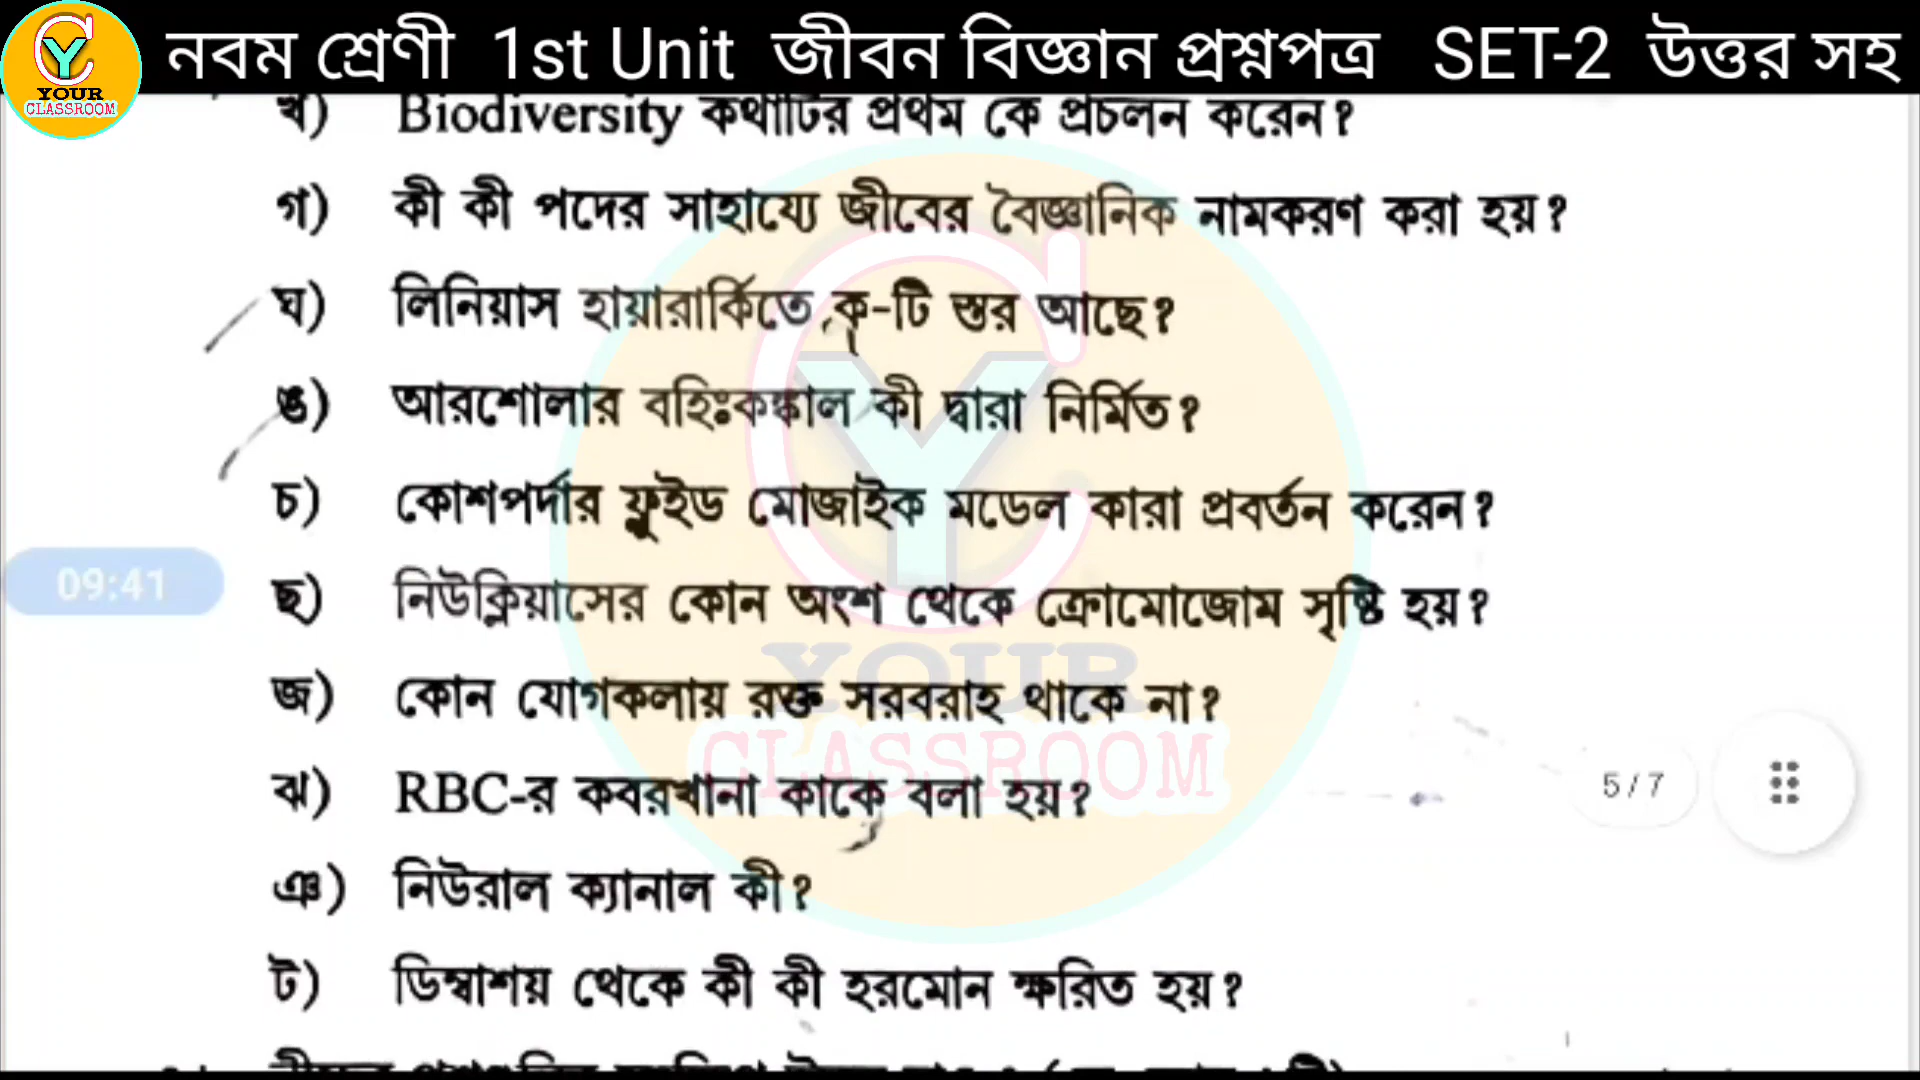 নবম শ্রেণী 1st Unit জীবন বিজ্ঞান প্রশ্নপত্র SET-2 উত্তর সহ
YOUR
CLASSROOM
খ) Biodiversity কথাটির প্রথম কে প্রচলন করেন?
গ) কী কী পদের সাহায্যে জীবের বৈজ্ঞানিক নামকরণ করা হয়?
ঘ) লিনিয়াস হায়ারার্কিতে ক-টি স্তর আছে?
ঙ) আরশোলার বহিঃকঙ্কাল কী দ্বারা নির্মিত?
চ) কোশপর্দার ফ্লুইড মোজাইক মডেল কারা প্রবর্তন করেন?
09:41
ছ) নিউক্লিয়াসের কোন অংশ থেকে ক্রোমোজোম সৃষ্টি হয়?
YOUR
জ) কোন যোগকলায় রক্ত সরবরাহ থাকে না?
CLASSROOM
5/7
ঝ) RBC-র কবরখানা কাকে বলা হয়?
ঞ) নিউরাল ক্যানাল কী?
ট) ডিম্বাশয় থেকে কী কী হরমোন ক্ষরিত হয়?